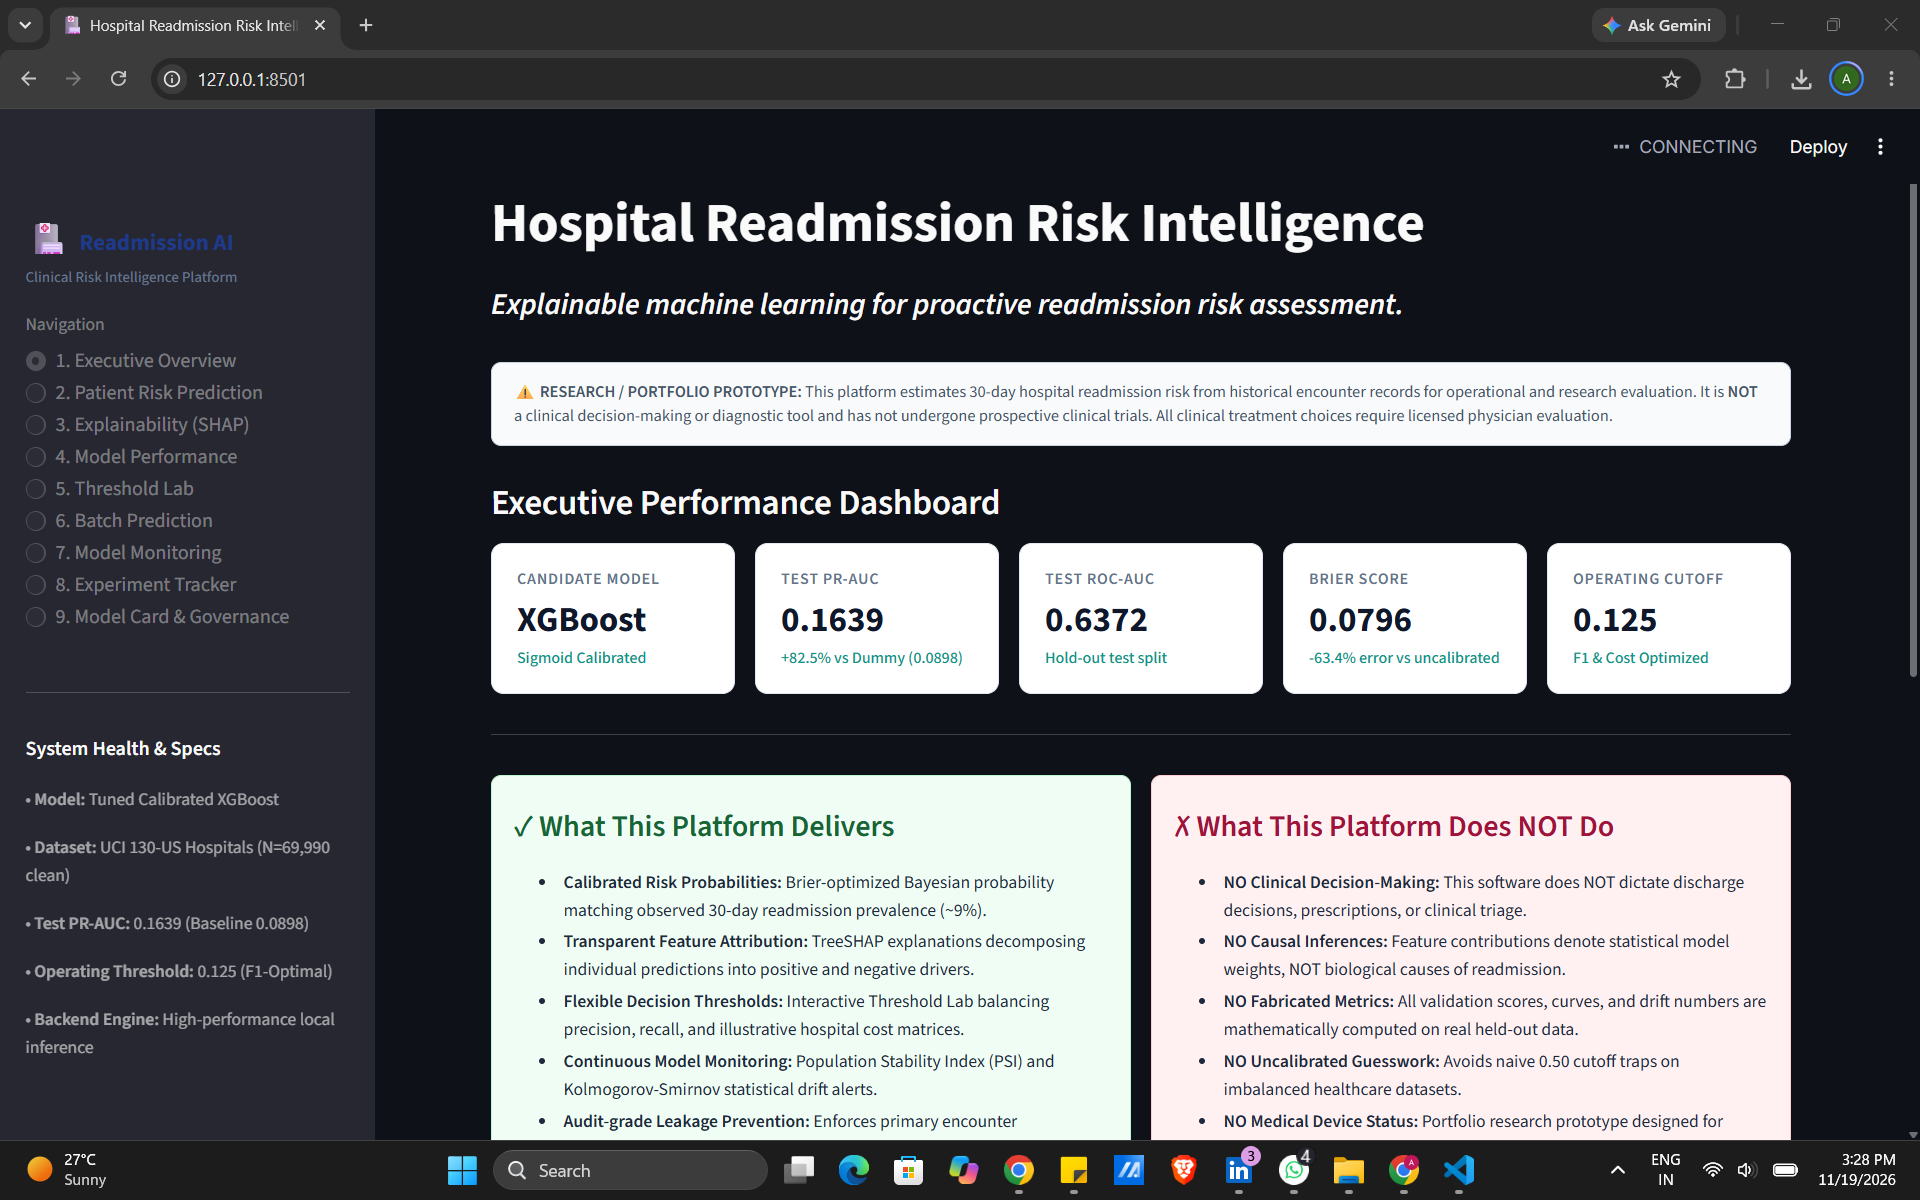 Hospital Readmission Risk Intel
Ask Gemini
127.0.0.1:8501
A
CONNECTING
Deploy
Readmission AI
Clinical Risk Intelligence Platform
Navigation
1. Executive Overview
2. Patient Risk Prediction
3. Explainability (SHAP)
4. Model Performance
5. Threshold Lab
6. Batch Prediction
7. Model Monitoring
8. Experiment Tracker
9. Model Card & Governance
System Health & Specs
• Model: Tuned Calibrated XGBoost
• Dataset: UCI 130-US Hospitals (N=69,990
clean)
• Test PR-AUC: 0.1639 (Baseline 0.0898)
• Operating Threshold: 0.125 (F1-Optimal)
• Backend Engine: High-performance local
inference
Hospital Readmission Risk Intelligence
Explainable machine learning for proactive readmission risk assessment.
⚠️ RESEARCH / PORTFOLIO PROTOTYPE: This platform estimates 30-day hospital readmission risk from historical encounter records for operational and research evaluation. It is NOT
a clinical decision-making or diagnostic tool and has not undergone prospective clinical trials. All clinical treatment choices require licensed physician evaluation.
Executive Performance Dashboard
CANDIDATE MODEL
XGBoost
Sigmoid Calibrated
TEST PR-AUC
0.1639
+82.5% vs Dummy (0.0898)
TEST ROC-AUC
0.6372
Hold-out test split
BRIER SCORE
0.0796
-63.4% error vs uncalibrated
OPERATING CUTOFF
0.125
F1 & Cost Optimized
✓ What This Platform Delivers
• Calibrated Risk Probabilities: Brier-optimized Bayesian probability
matching observed 30-day readmission prevalence (~9%).
• Transparent Feature Attribution: TreeSHAP explanations decomposing
individual predictions into positive and negative drivers.
• Flexible Decision Thresholds: Interactive Threshold Lab balancing
precision, recall, and illustrative hospital cost matrices.
• Continuous Model Monitoring: Population Stability Index (PSI) and
Kolmogorov-Smirnov statistical drift alerts.
• Audit-grade Leakage Prevention: Enforces primary encounter
✗ What This Platform Does NOT Do
• NO Clinical Decision-Making: This software does NOT dictate discharge
decisions, prescriptions, or clinical triage.
• NO Causal Inferences: Feature contributions denote statistical model
weights, NOT biological causes of readmission.
• NO Fabricated Metrics: All validation scores, curves, and drift numbers are
mathematically computed on real held-out data.
• NO Uncalibrated Guesswork: Avoids naive 0.50 cutoff traps on
imbalanced healthcare datasets.
• NO Medical Device Status: Portfolio research prototype designed for
27°C
Sunny
Search
3
4
A
ENG
IN
3:28 PM
11/19/2026